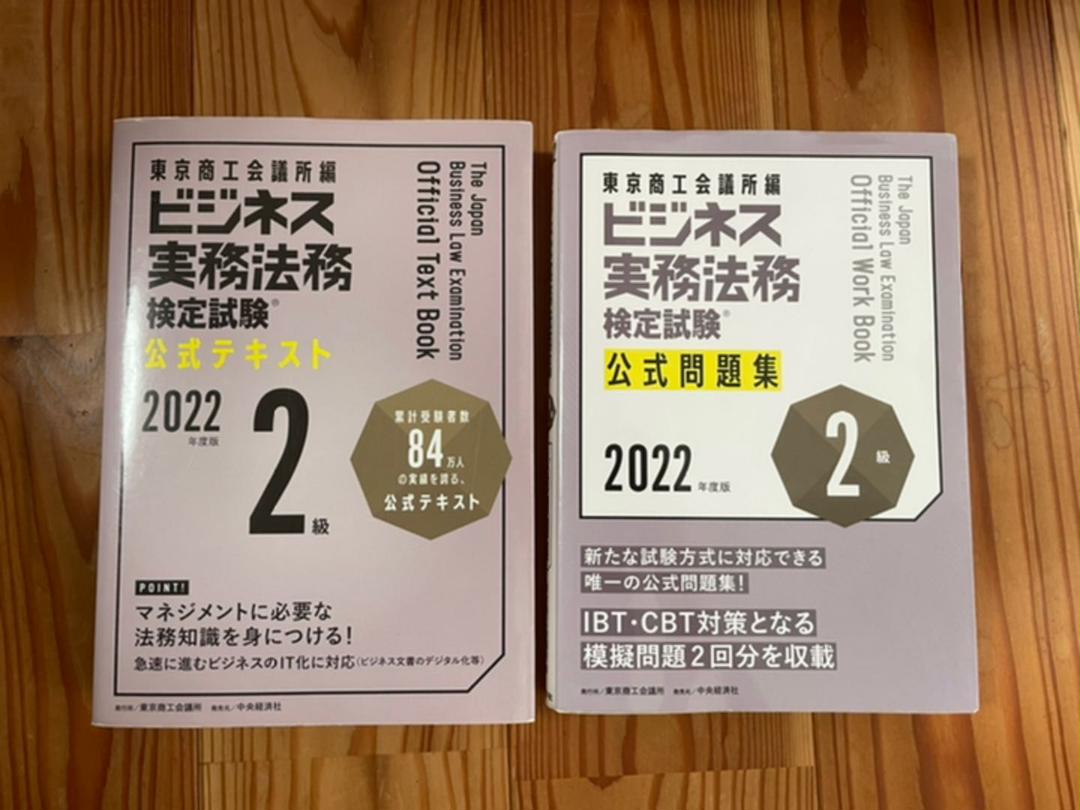 東京商工会議所編
ビジネス
実務法務
検定試験®
公式テキスト
2022
年度版
2級
The Japan
Business Law Examination
Official Text Book
累計受験者数
84万人
の実績を誇る、
公式テキスト
POINT!
マネジメントに必要な
法務知識を身につける!
急速に進むビジネスのIT化に対応(ビジネス文書のデジタル化等)
発行所/東京商工会議所 発売元/中央経済社
東京商工会議所編
ビジネス
実務法務
検定試験®
公式問題集
2022年度版
2級
The Japan
Business Law Examination
Official Work Book
新たな試験方式に対応できる
唯一の公式問題集!
IBT・CBT対策となる
模擬問題2回分を収載
発行所/東京商工会議所 発売元/中央経済社